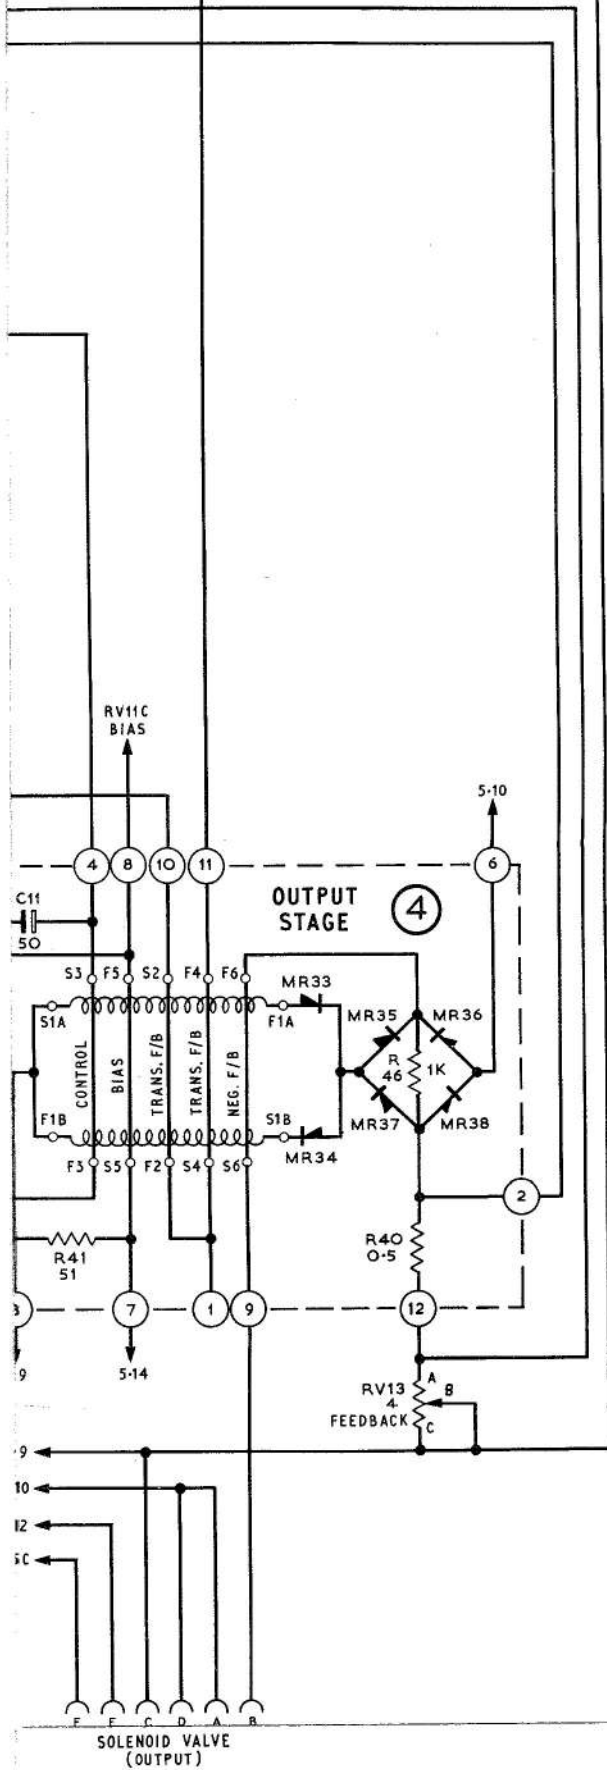 RV11C
BIAS
5·10
4
8
10
11
6
C11
50
OUTPUT
STAGE
4
S3
F5
S2
F4
F6
MR33
S1A
F1A
MR35
MR36
CONTROL
BIAS
TRANS. F/B
TRANS. F/B
NEG. F/B
R
46
1K
F1B
S1B
MR37
MR38
MR34
F3
S5
F2
S4
S6
2
R41
51
R40
0·5
7
1
9
12
9
5·14
RV13
4
FEEDBACK
A
B
C
9
10
12
C
F
C
D
A
B
SOLENOID VALVE
(OUTPUT)